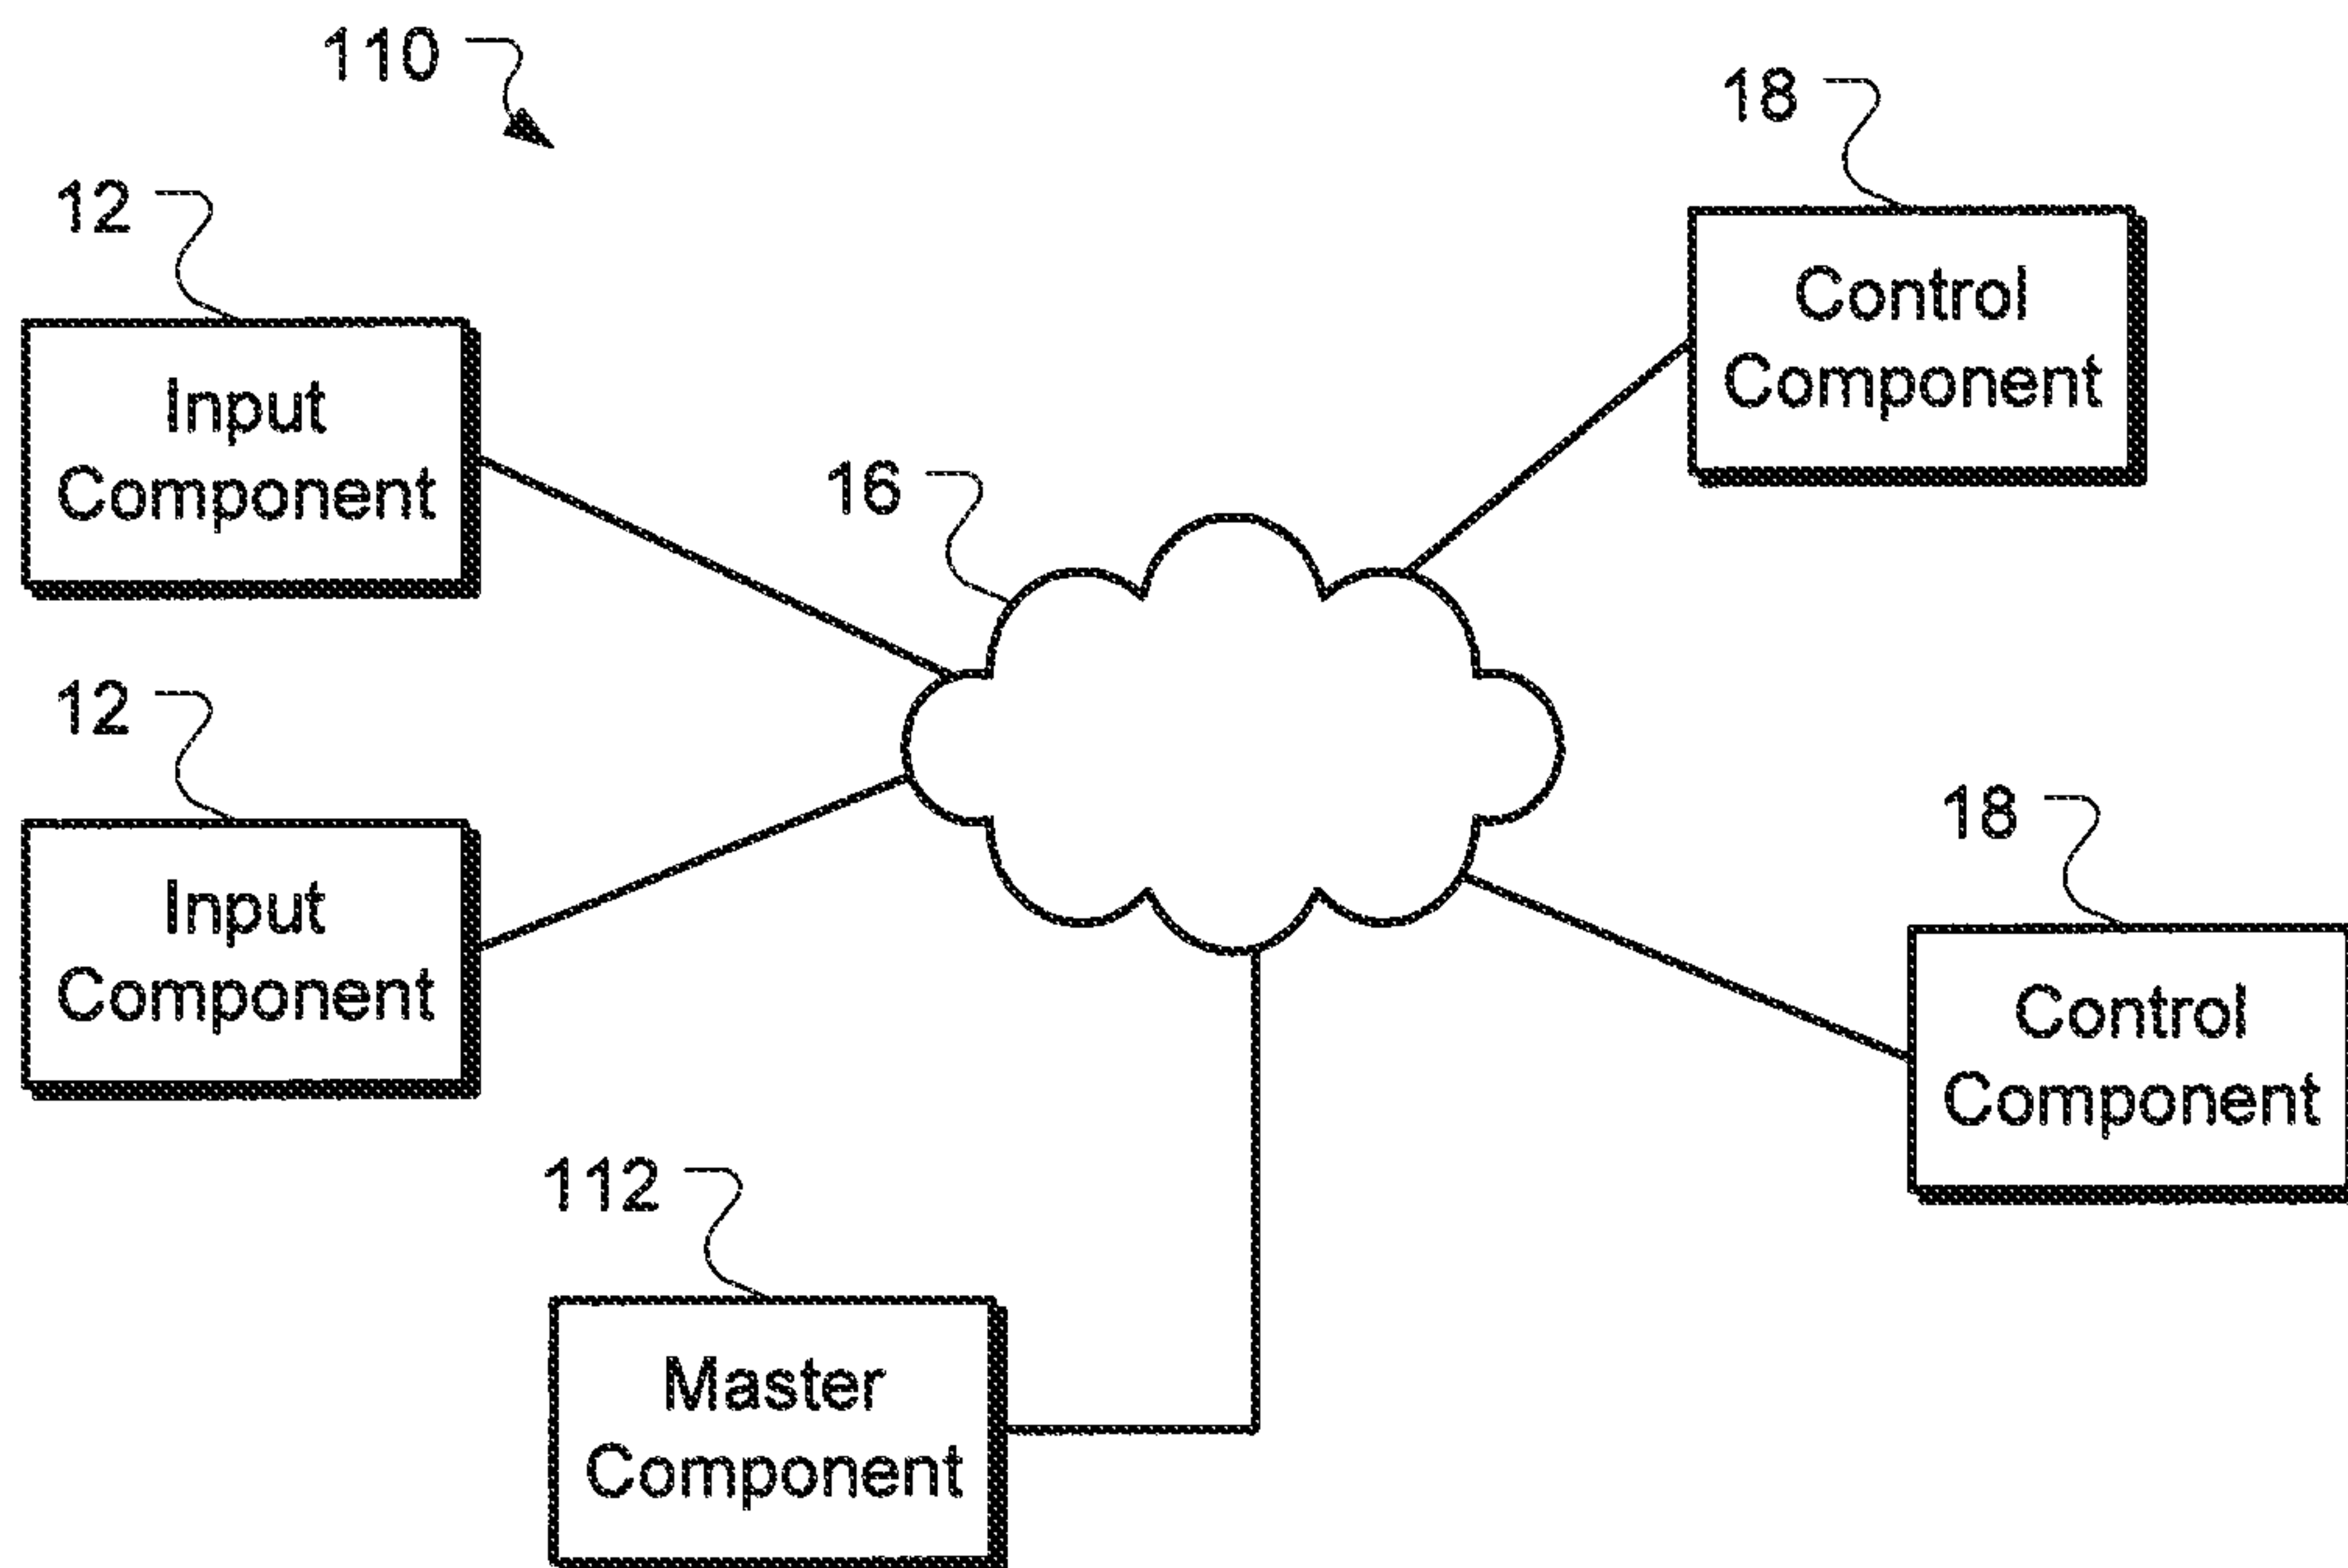 110
18
12
Control
Component
Input
Component
16
12
18
Input
Component
Control
Component
112
Master
Component